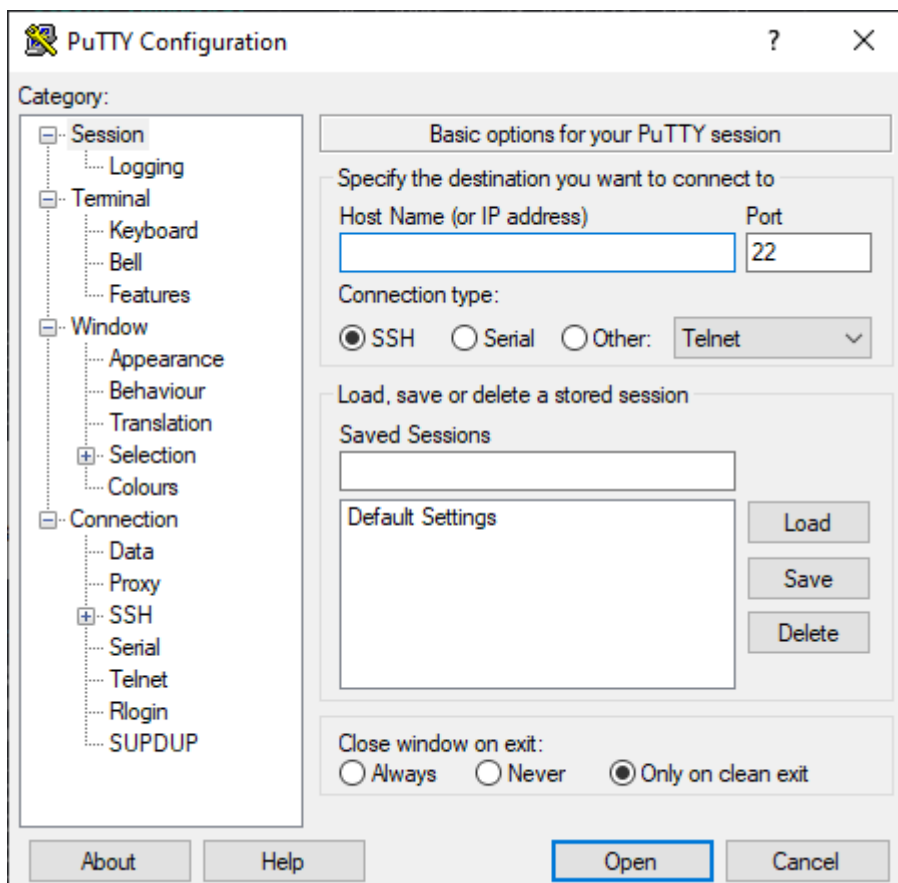 PuTTY Configuration
?
Category:
Session
Logging
Terminal
Keyboard
Bell
Features
Window
Appearance
Behaviour
Translation
Selection
Colours
Connection
Data
Proxy
SSH
Serial
Telnet
Rlogin
SUPDUP
Basic options for your PuTTY session
Specify the destination you want to connect to
Host Name (or IP address) Port
22
Connection type:
SSH Serial Other: Telnet
Load, save or delete a stored session
Saved Sessions
Default Settings
Load
Save
Delete
Close window on exit:
Always Never Only on clean exit
About Help Open Cancel